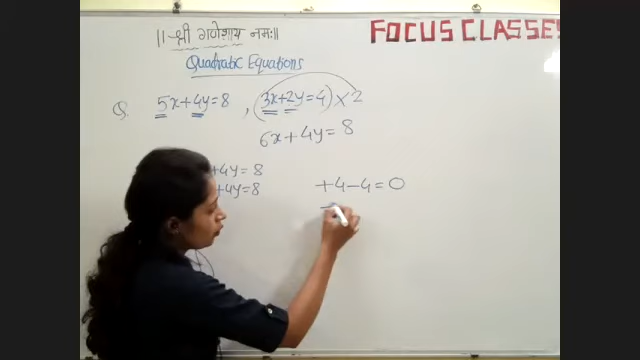 ॥ श्री गणेशाय नमः॥
FOCUS CLASSES
Quadratic Equations
Q. 5x+4y=8 , (3x+2y=4)×2
6x+4y=8
+4y=8
+4y=8
+4-4=0